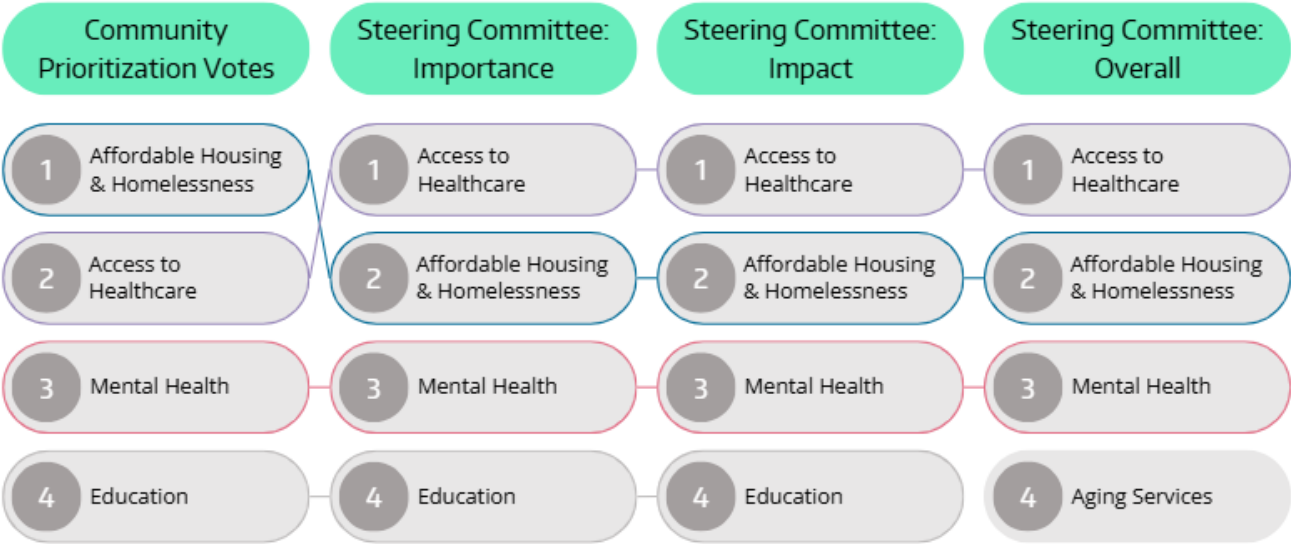 Community
Prioritization Votes
Steering Committee:
Importance
Steering Committee:
Impact
Steering Committee:
Overall
1
Affordable Housing
& Homelessness
1
Access to
Healthcare
1
Access to
Healthcare
1
Access to
Healthcare
2
Access to
Healthcare
2
Affordable Housing
& Homelessness
2
Affordable Housing
& Homelessness
2
Affordable Housing
& Homelessness
3
Mental Health
3
Mental Health
3
Mental Health
3
Mental Health
4
Education
4
Education
4
Education
4
Aging Services